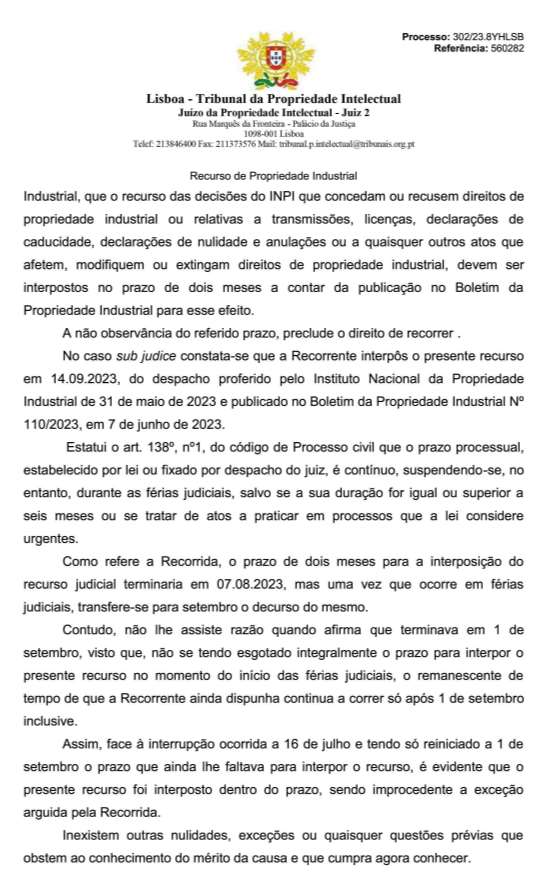 Processo: 302/23.8YHLSB
Referência: 560282
Lisboa - Tribunal da Propriedade Intelectual
Juízo da Propriedade Intelectual - Juiz 2
Rua Marquês da Fronteira - Palácio da Justiça
1098-001 Lisboa
Telef: 213846400 Fax: 211373576 Mail: tribunal.p.intelectual@tribunais.org.pt
Recurso de Propriedade Industrial
Industrial, que o recurso das decisões do INPI que concedam ou recusem direitos de
propriedade industrial ou relativas a transmissões, licenças, declarações de
caducidade, declarações de nulidade e anulações ou a quaisquer outros atos que
afetem, modifiquem ou extingam direitos de propriedade industrial, devem ser
interpostos no prazo de dois meses a contar da publicação no Boletim da
Propriedade Industrial para esse efeito.
A não observância do referido prazo, preclude o direito de recorrer .
No caso sub judice constata-se que a Recorrente interpôs o presente recurso
em 14.09.2023, do despacho proferido pelo Instituto Nacional da Propriedade
Industrial de 31 de maio de 2023 e publicado no Boletim da Propriedade Industrial Nº
110/2023, em 7 de junho de 2023.
Estatui o art. 138º, nº1, do código de Processo civil que o prazo processual,
estabelecido por lei ou fixado por despacho do juiz, é contínuo, suspendendo-se, no
entanto, durante as férias judiciais, salvo se a sua duração for igual ou superior a
seis meses ou se tratar de atos a praticar em processos que a lei considere
urgentes.
Como refere a Recorrida, o prazo de dois meses para a interposição do
recurso judicial terminaria em 07.08.2023, mas uma vez que ocorre em férias
judiciais, transfere-se para setembro o decurso do mesmo.
Contudo, não lhe assiste razão quando afirma que terminava em 1 de
setembro, visto que, não se tendo esgotado integralmente o prazo para interpor o
presente recurso no momento do início das férias judiciais, o remanescente de
tempo de que a Recorrente ainda dispunha continua a correr só após 1 de setembro
inclusive.
Assim, face à interrupção ocorrida a 16 de julho e tendo só reiniciado a 1 de
setembro o prazo que ainda lhe faltava para interpor o recurso, é evidente que o
presente recurso foi interposto dentro do prazo, sendo improcedente a exceção
arguida pela Recorrida.
Inexistem outras nulidades, exceções ou quaisquer questões prévias que
obstem ao conhecimento do mérito da causa e que cumpra agora conhecer.